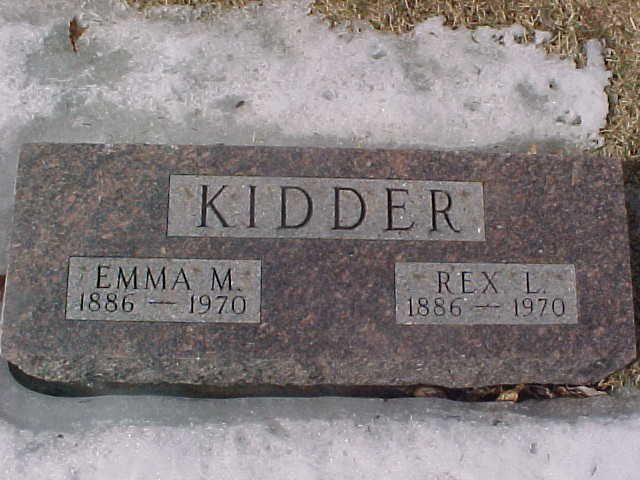 KIDDER
EMMA M.
1886 — 1970
REX L.
1886 — 1970